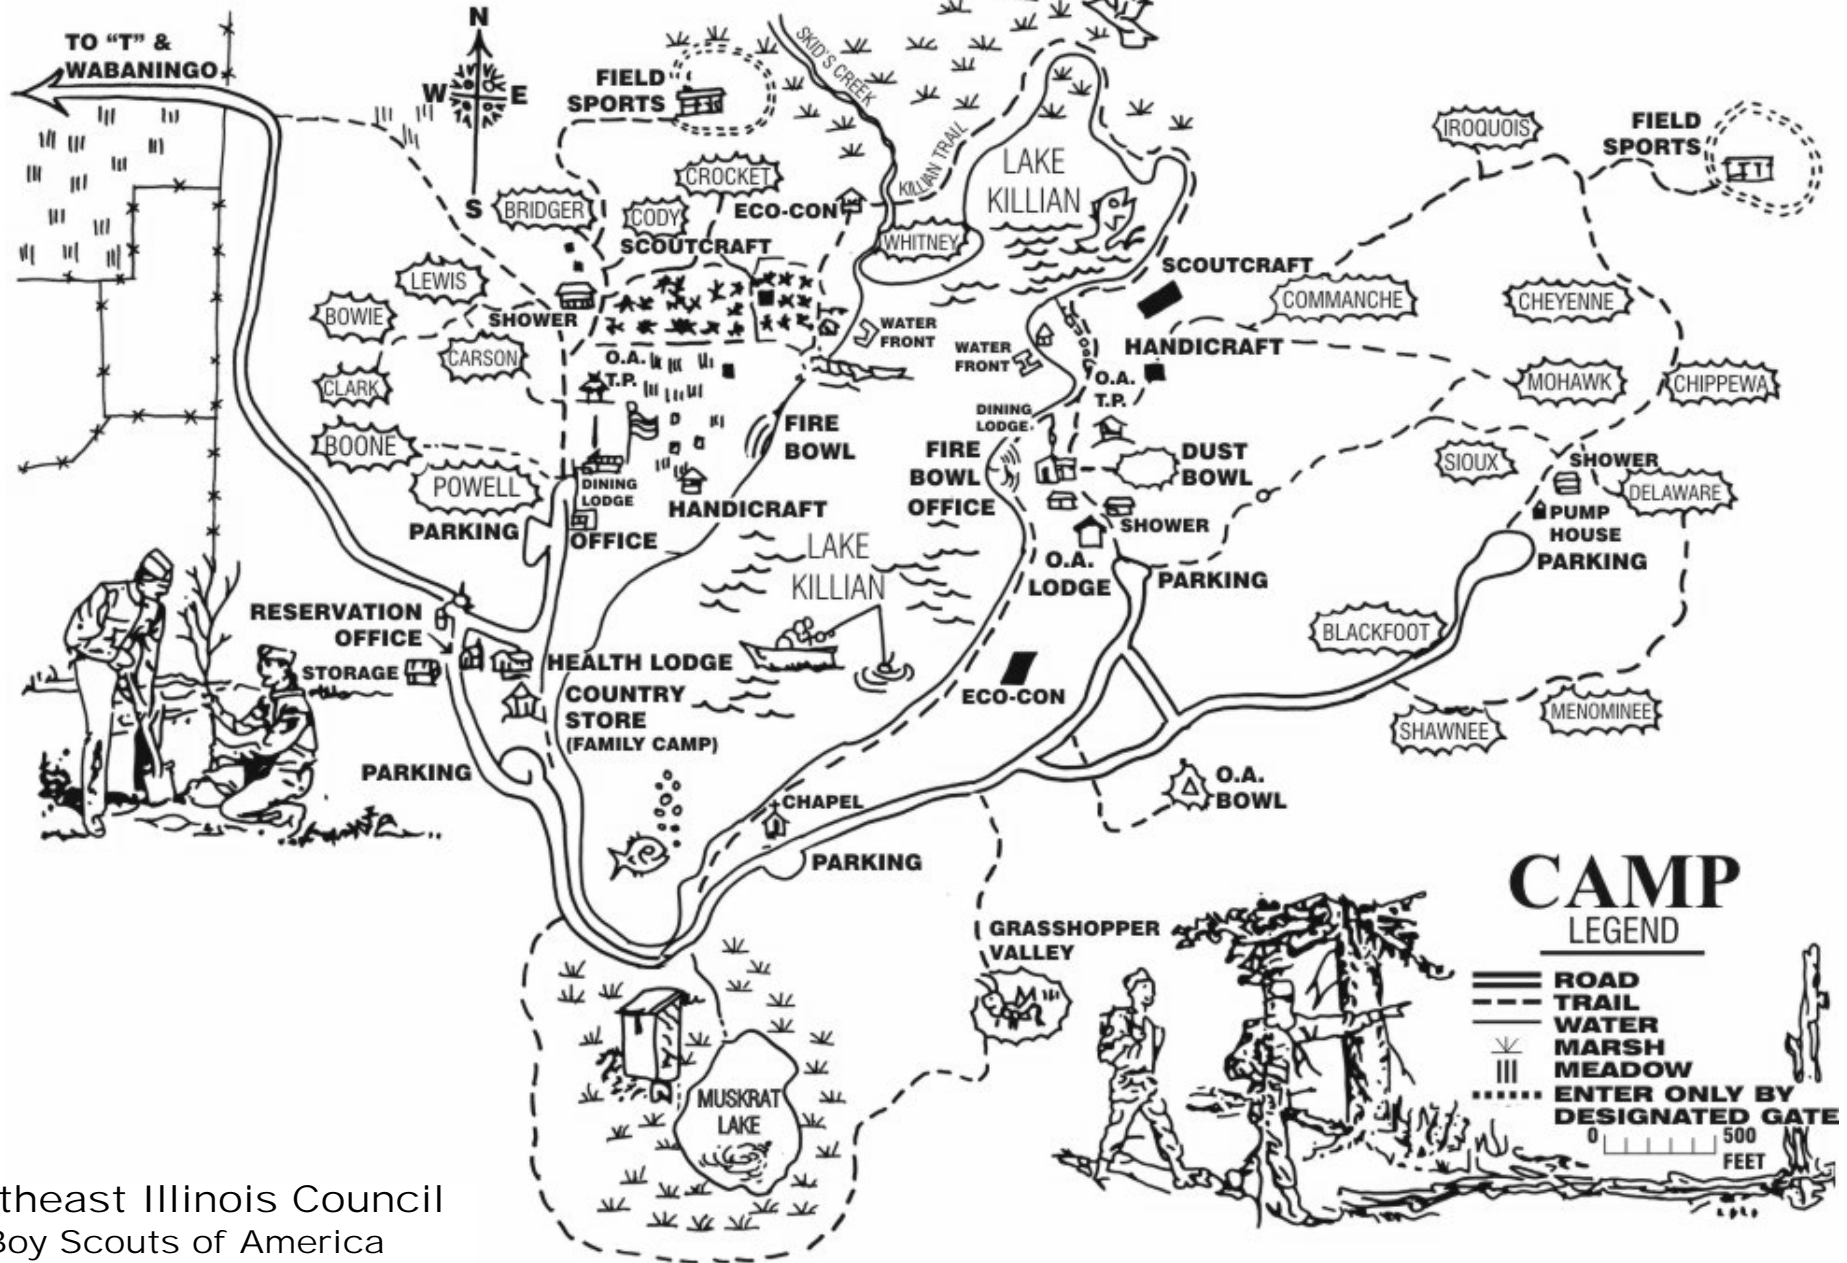 TO "T" &
WABANINGO
N
W
E
S
FIELD
SPORTS
SKID'S CREEK
KILLIAN TRAIL
LAKE
KILLIAN
IROQUOIS
FIELD
SPORTS
CROCKET
BRIDGER
CODY
ECO-CON
SCOUTCRAFT
WHITNEY
LEWIS
BOWIE
SHOWER
CARSON
CLARK
BOONE
POWELL
O.A.
T.P.
WATER
FRONT
WATER
FRONT
SCOUTCRAFT
COMMANCHE
CHEYENNE
HANDICRAFT
O.A.
T.P.
MOHAWK
CHIPPEWA
DINING
LODGE
FIRE
BOWL
FIRE
BOWL
OFFICE
DUST
BOWL
SIOUX
SHOWER
DELAWARE
DINING
LODGE
HANDICRAFT
PARKING
OFFICE
SHOWER
PUMP
HOUSE
PARKING
LAKE
KILLIAN
O.A.
LODGE
PARKING
RESERVATION
OFFICE
STORAGE
HEALTH LODGE
COUNTRY
STORE
(FAMILY CAMP)
ECO-CON
BLACKFOOT
SHAWNEE
MENOMINEE
PARKING
CHAPEL
PARKING
O.A.
BOWL
GRASSHOPPER
VALLEY
MUSKRAT
LAKE
CAMP
LEGEND
ROAD
TRAIL
WATER
MARSH
MEADOW
ENTER ONLY BY
DESIGNATED GATE
0 500
FEET
theast Illinois Council
Boy Scouts of America